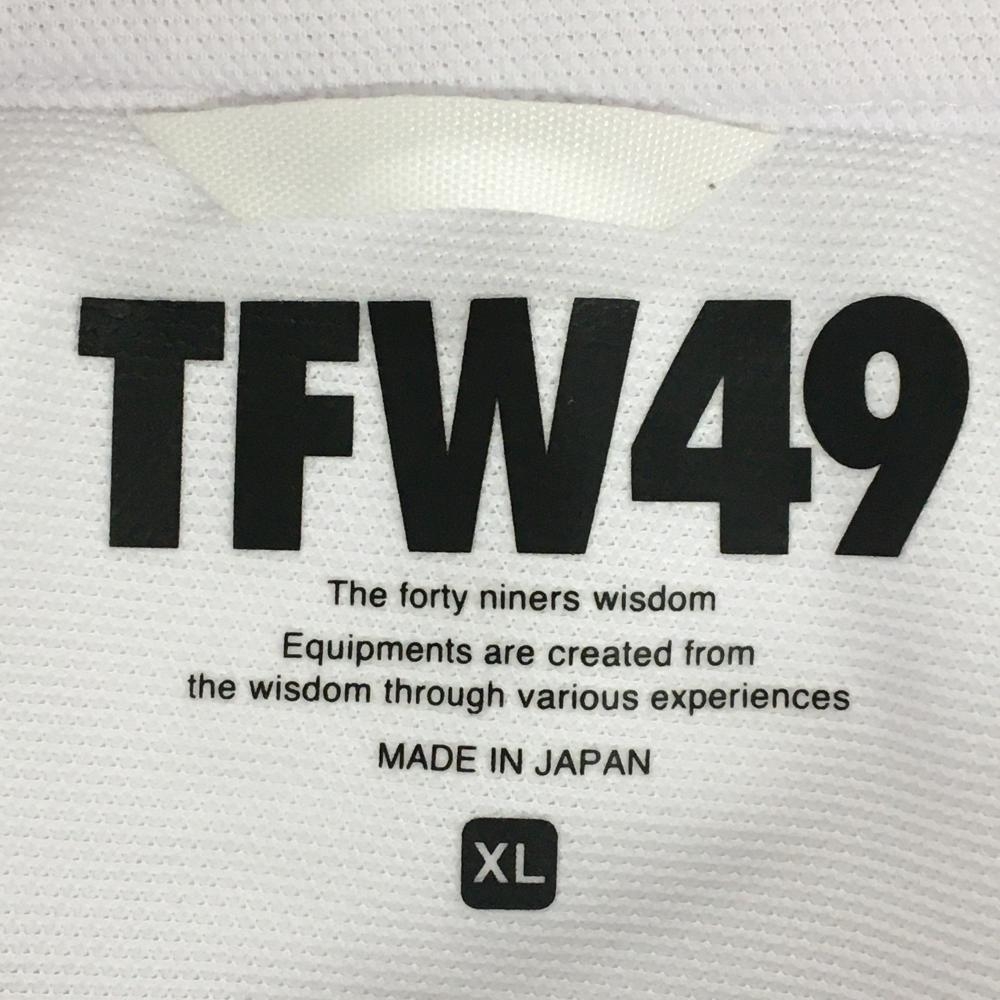 TFW49
The forty niners wisdom
Equipments are created from
the wisdom through various experiences
MADE IN JAPAN
XL